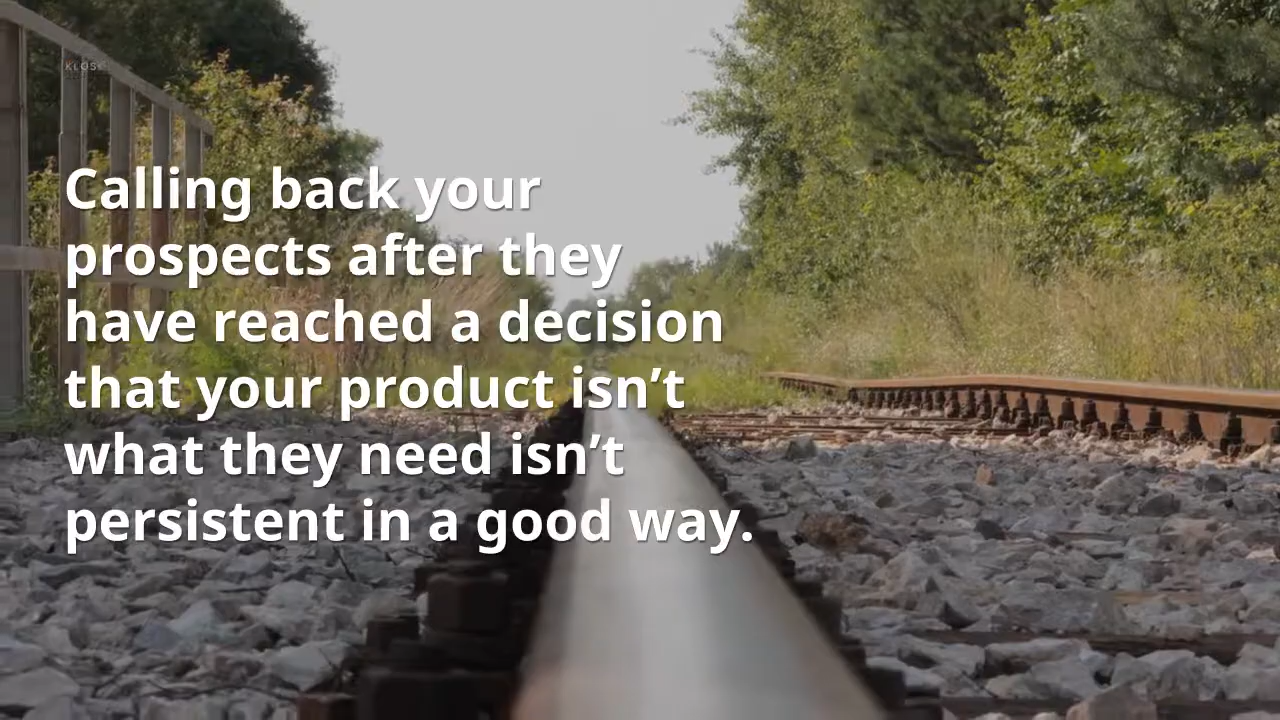 Calling back your
prospects after they
have reached a decision
that your product isn’t
what they need isn’t
persistent in a good way.